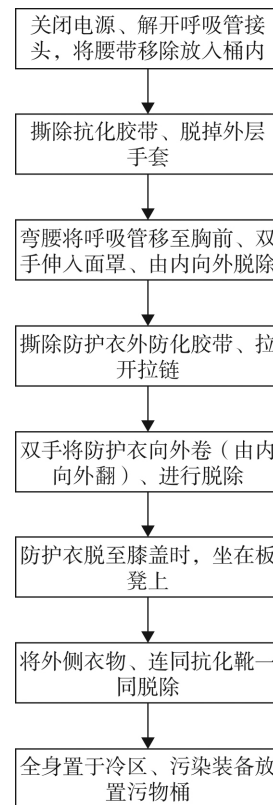 关闭电源、解开呼吸管接
头，将腰带移除放入桶内
撕除抗化胶带、脱掉外层
手套
弯腰将呼吸管移至胸前、双
手伸入面罩、由内向外脱除
撕除防护衣外防化胶带、拉
开拉链
双手将防护衣向外卷（由内
向外翻）、进行脱除
防护衣脱至膝盖时，坐在板
凳上
将外侧衣物、连同抗化靴一
同脱除
全身置于冷区、污染装备放
置污物桶